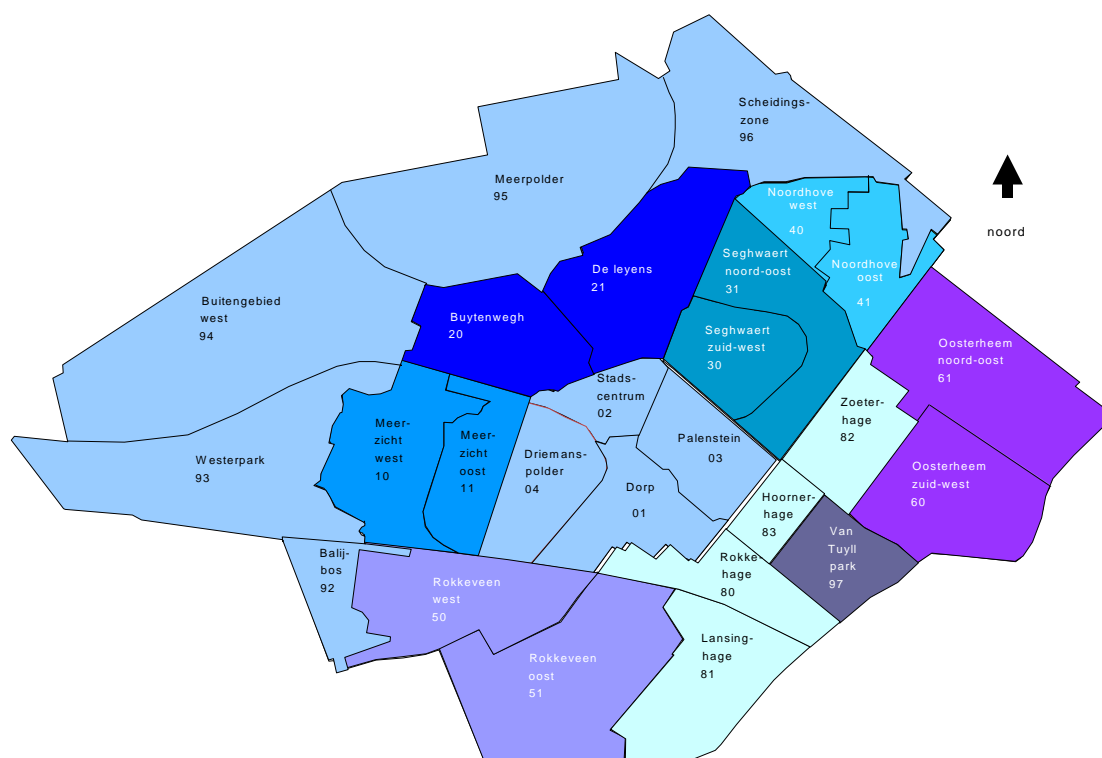 Scheidings-
zone
96
Meerpolder
95
noord
Noordhove
west
40
Noordhove
oost
41
De leyens
21
Seghwaert
noord-oost
31
Buitengebied
west
94
Buytenwegh
20
Seghwaert
zuid-west
30
Oosterheem
noord-oost
61
Stads-
centrum
02
Zoeter-
hage
82
Meer-
zicht
west
10
Meer-
zicht
oost
11
Driemans-
polder
04
Palenstein
03
Westerpark
93
Oosterheem
zuid-west
60
Dorp
01
Hoorner-
hage
83
Van
Tuyll
park
97
Balij-
bos
92
Rokke-
hage
80
Rokkeveen
west
50
Lansing-
hage
81
Rokkeveen
oost
51